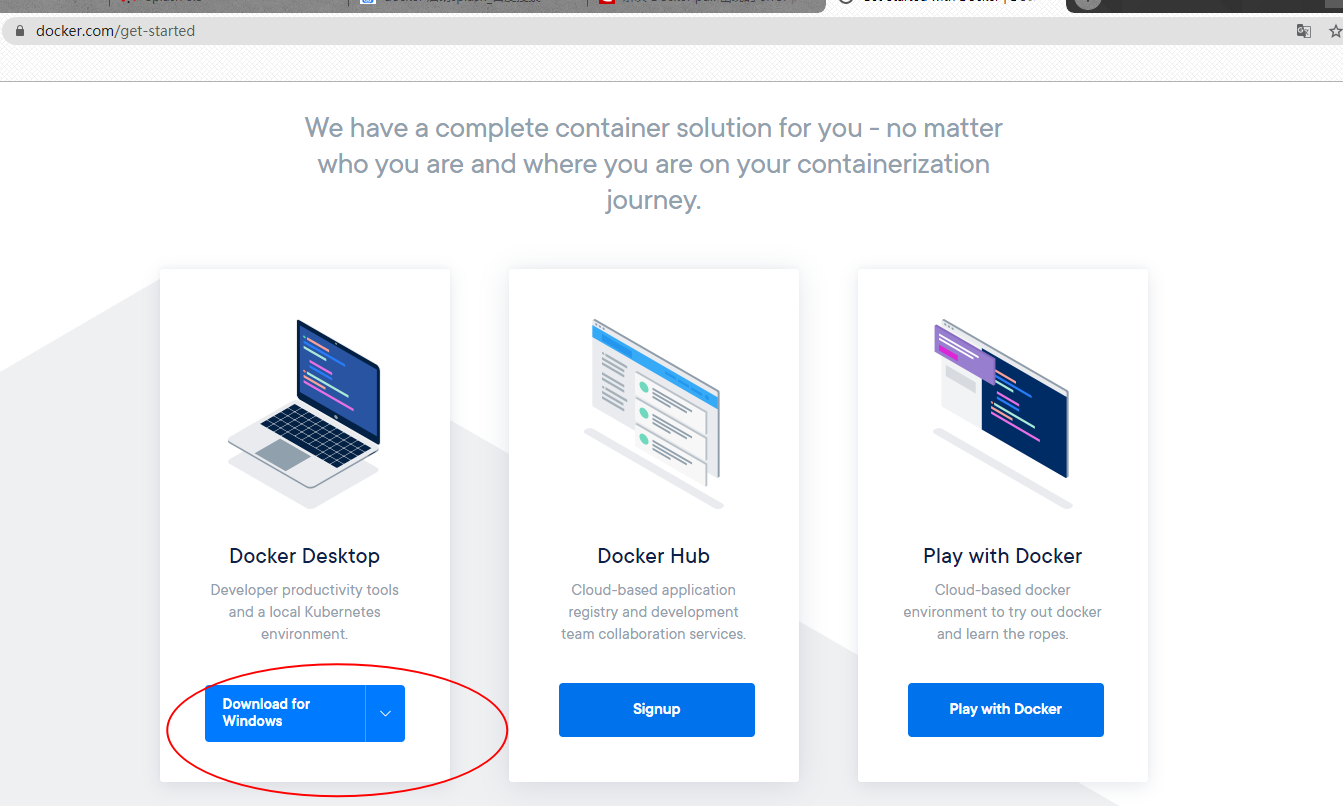 docker.com/get-started
We have a complete container solution for you - no matter
who you are and where you are on your containerization
journey.
Docker Desktop
Developer productivity tools
and a local Kubernetes
environment.
Download for
Windows
Docker Hub
Cloud-based application
registry and development
team collaboration services.
Signup
Play with Docker
Cloud-based docker
environment to try out docker
and learn the ropes.
Play with Docker